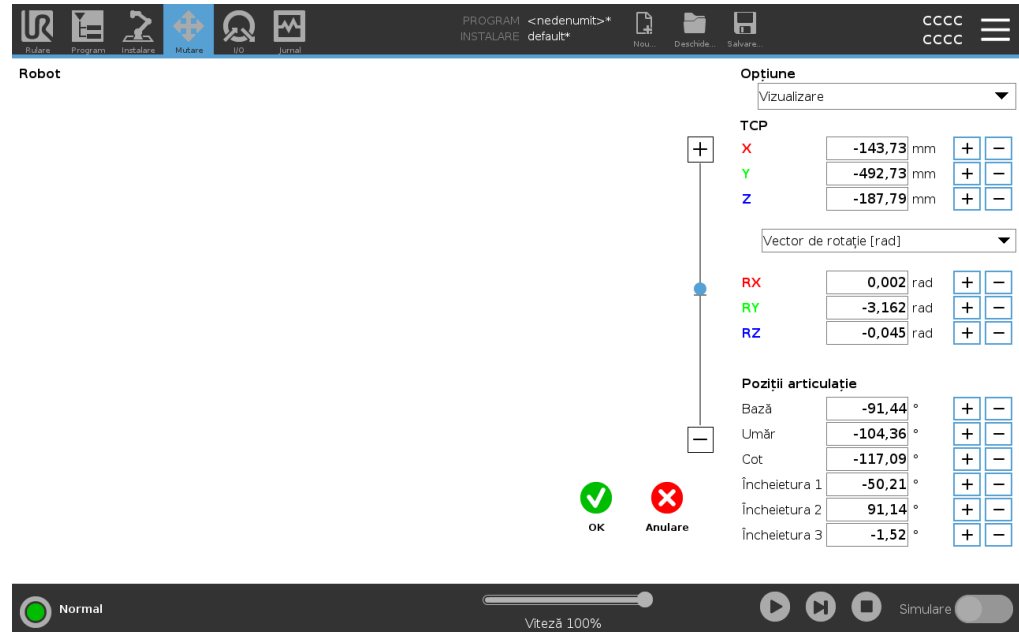 PROGRAM <nedenumit>*
INSTALARE default*
CCCC
CCCC
Rulare Program Instalare Mutare I/O Jurnal Nou... Deschide... Salvare...
Robot
Opțiune
Vizualizare
TCP
X -143,73 mm + −
Y -492,73 mm + −
Z -187,79 mm + −
Vector de rotație [rad]
RX 0,002 rad + −
RY -3,162 rad + −
RZ -0,045 rad + −
Poziții articulație
Bază -91,44 ° + −
Umăr -104,36 ° + −
Cot -117,09 ° + −
Încheietura 1 -50,21 ° + −
Încheietura 2 91,14 ° + −
Încheietura 3 -1,52 ° + −
OK Anulare
Normal
Viteză 100%
Simulare